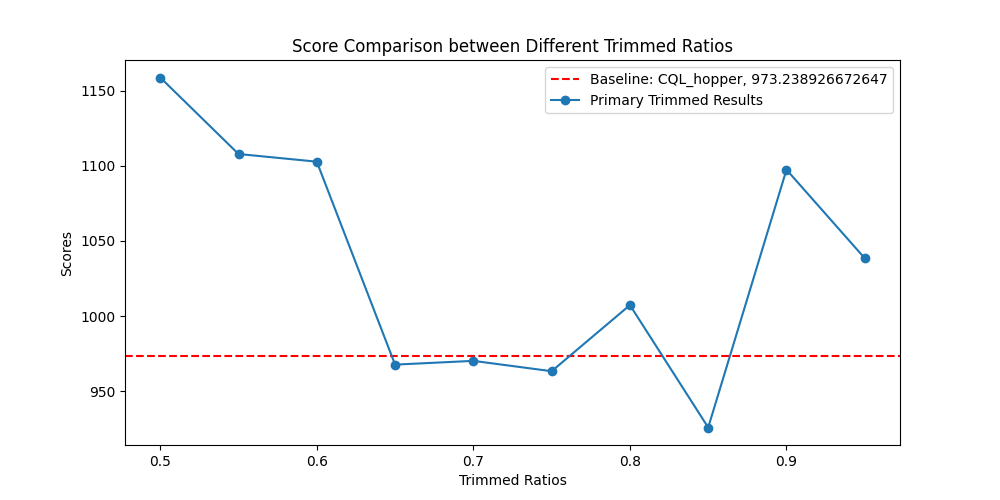 Score Comparison between Different Trimmed Ratios
Baseline: CQL_hopper, 973.238926672647
Primary Trimmed Results
1150
1100
1050
1000
950
Scores
0.5 0.6 0.7 0.8 0.9
Trimmed Ratios